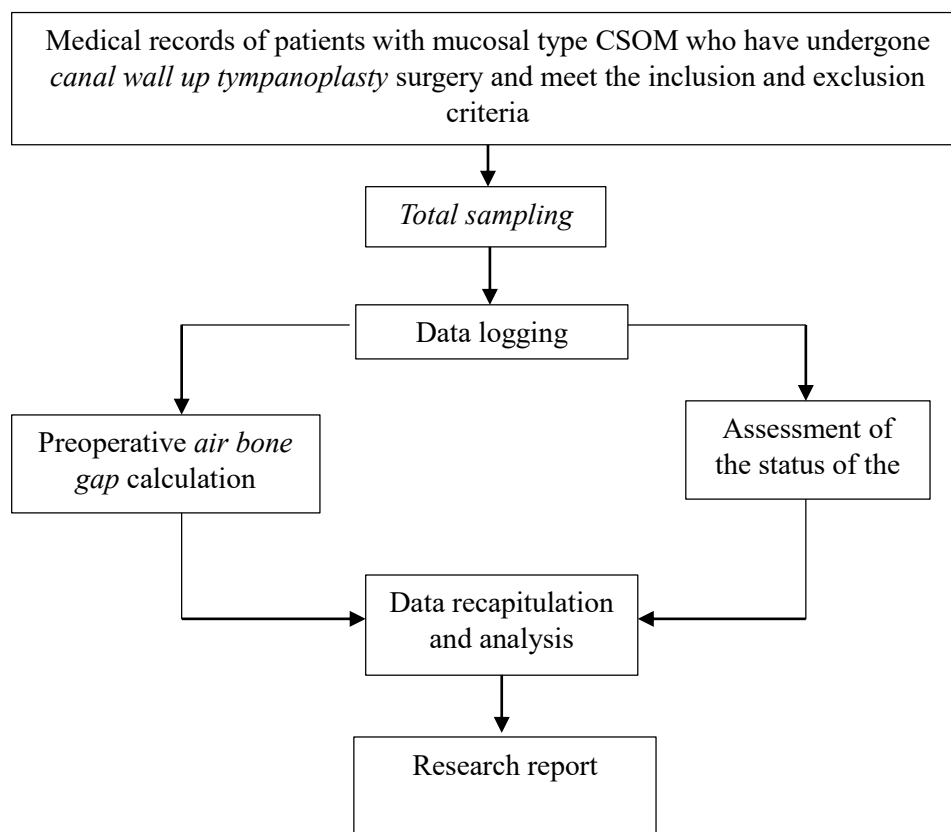 Medical records of patients with mucosal type CSOM who have undergone
canal wall up tympanoplasty surgery and meet the inclusion and exclusion
criteria
Total sampling
Data logging
Preoperative air bone
gap calculation
Assessment of
the status of the
Data recapitulation
and analysis
Research report